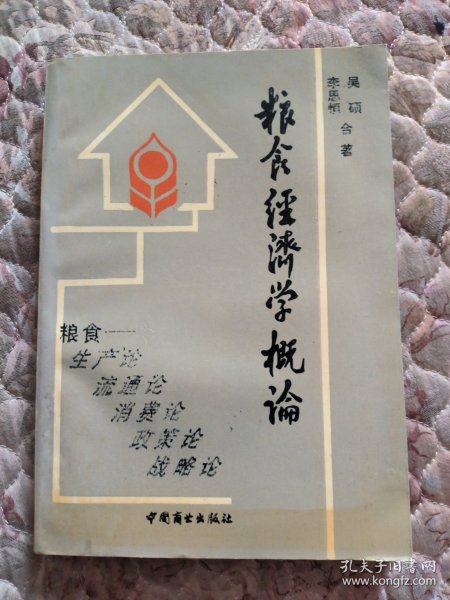 吴硕
李思恒 合著
粮食经济学概论
粮食
生产论
流通论
消费论
政策论
战略论
中国商业出版社
孔夫子旧书网
www.kongfz.com